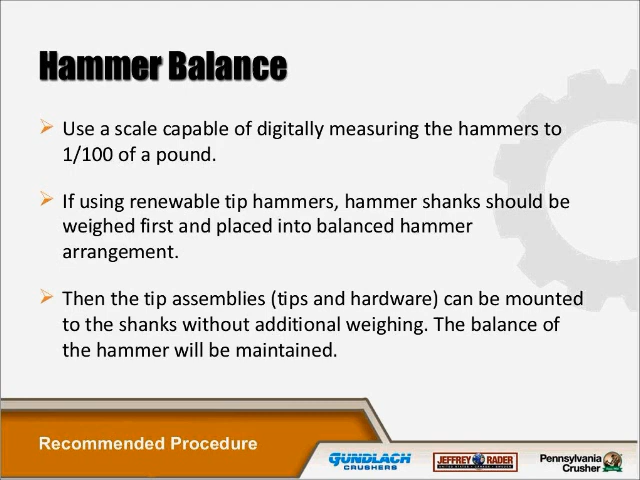 Hammer Balance
Use a scale capable of digitally measuring the hammers to
1/100 of a pound.
If using renewable tip hammers, hammer shanks should be
weighed first and placed into balanced hammer
arrangement.
Then the tip assemblies (tips and hardware) can be mounted
to the shanks without additional weighing. The balance of
the hammer will be maintained.
Recommended Procedure
GUNDLACH
CRUSHERS
JEFFREY RADER
Pennsylvania
Crusher